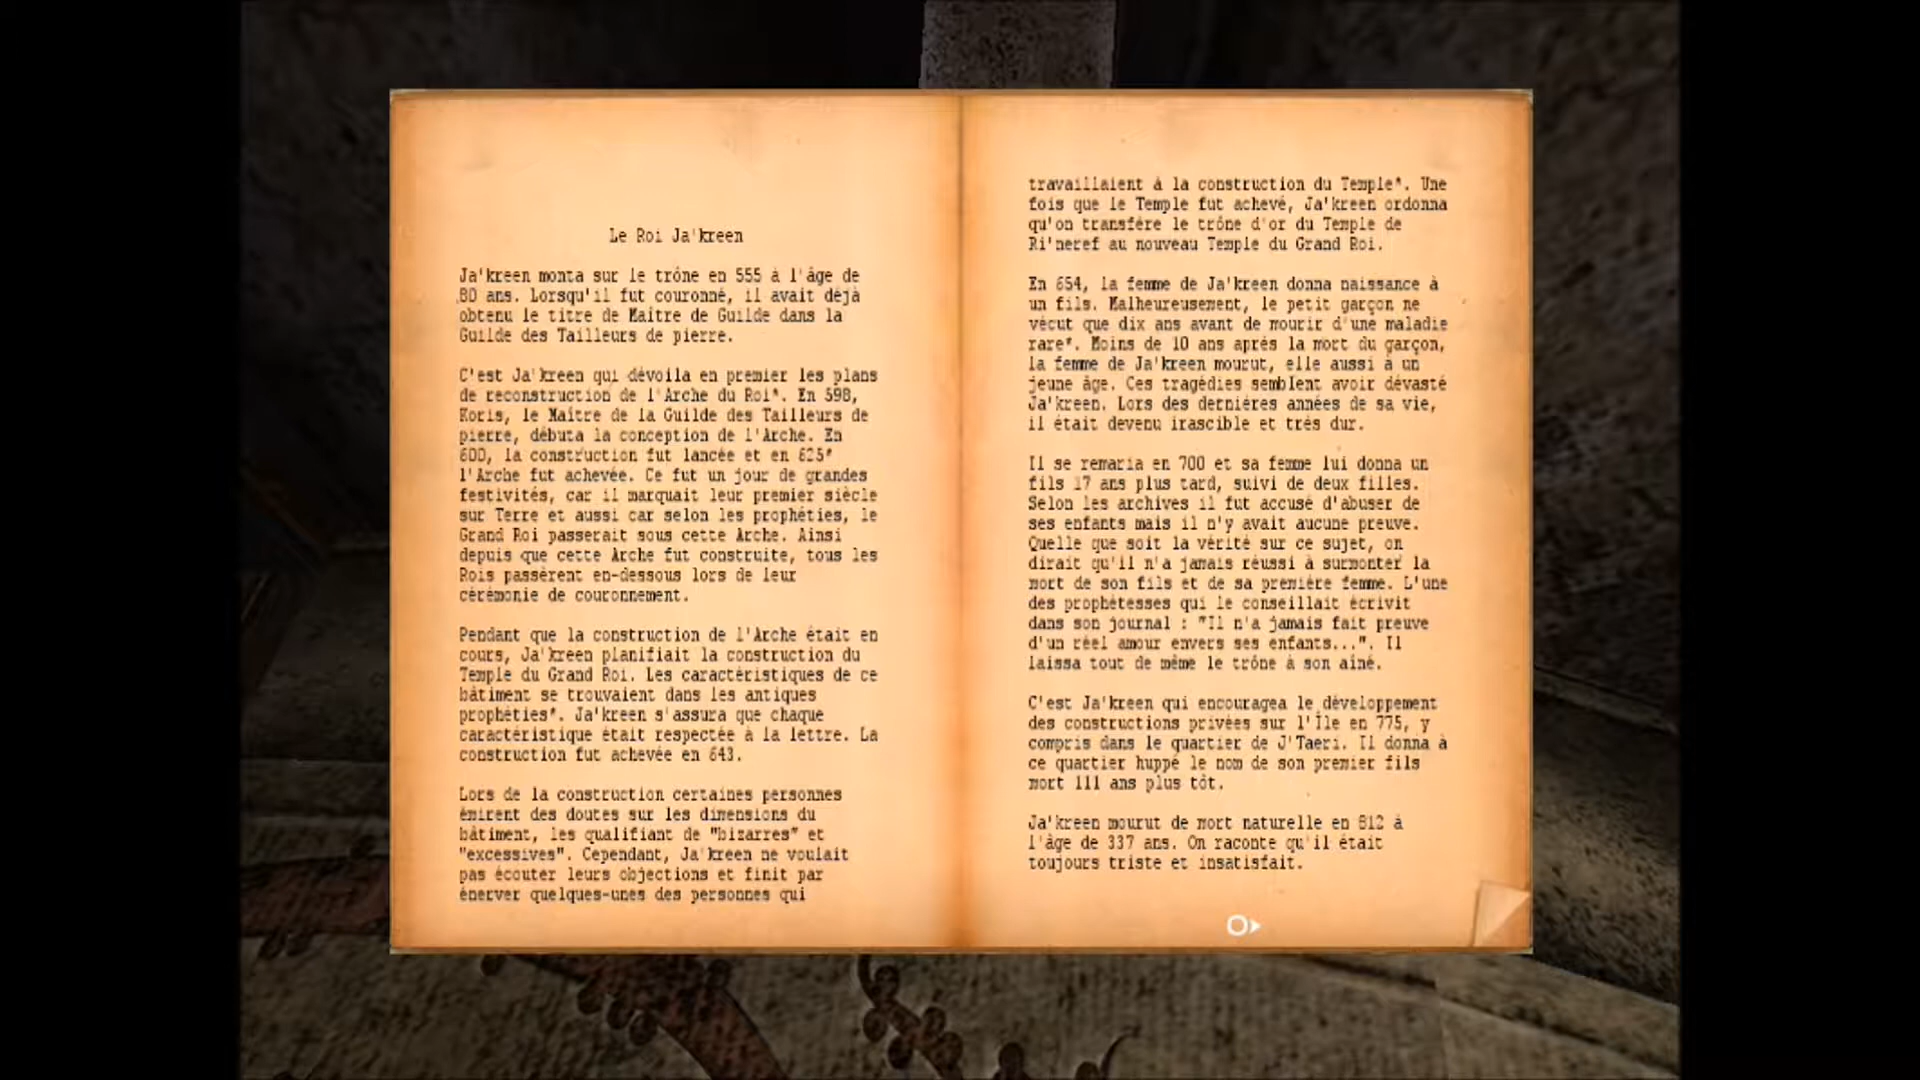 Le Roi Ja'kreen
Ja'kreen monta sur le trône en 555 à l'âge de
80 ans. Lorsqu'il fut couronné, il avait déjà
obtenu le titre de Maître de Guilde dans la
Guilde des Tailleurs de pierre.
C'est Ja'kreen qui dévoila en premier les plans
de reconstruction de l'Arche du Roi*. En 598,
Koris, le Maître de la Guilde des Tailleurs de
pierre, débuta la conception de l'Arche. En
600, la construction fut lancée et en 625*
l'Arche fut achevée. Ce fut un jour de grandes
festivités, car il marquait leur premier siècle
sur Terre et aussi car selon les prophéties, le
Grand Roi passerait sous cette Arche. Ainsi
depuis que cette Arche fut construite, tous les
Rois passèrent en-dessous lors de leur
cérémonie de couronnement.
Pendant que la construction de l'Arche était en
cours, Ja'kreen planifiait la construction du
Temple du Grand Roi. Les caractéristiques de ce
bâtiment se trouvaient dans les antiques
prophéties*. Ja'kreen s'assura que chaque
caractéristique était respectée à la lettre. La
construction fut achevée en 643.
Lors de la construction certaines personnes
émirent des doutes sur les dimensions du
bâtiment, les qualifiant de "bizarres" et
"excessives". Cependant, Ja'kreen ne voulait
pas écouter leurs objections et finit par
énerver quelques-unes des personnes qui
travaillaient à la construction du Temple*. Une
fois que le Temple fut achevé, Ja'kreen ordonna
qu'on transfère le trône d'or du Temple de
Ri'neref au nouveau Temple du Grand Roi.
En 654, la femme de Ja'kreen donna naissance à
un fils. Malheureusement, le petit garçon ne
vécut que dix ans avant de mourir d'une maladie
rare*. Moins de 10 ans après la mort du garçon,
la femme de Ja'kreen mourut, elle aussi à un
jeune âge. Ces tragédies semblent avoir dévasté
Ja'kreen. Lors des dernières années de sa vie,
il était devenu irascible et très dur.
Il se remaria en 700 et sa femme lui donna un
fils 17 ans plus tard, suivi de deux filles.
Selon les archives il fut accusé d'abuser de
ses enfants mais il n'y avait aucune preuve.
Quelle que soit la vérité sur ce sujet, on
dirait qu'il n'a jamais réussi à surmonter la
mort de son fils et de sa première femme. L'une
des prophétesses qui le conseillait écrivit
dans son journal : "Il n'a jamais fait preuve
d'un réel amour envers ses enfants...". Il
laissa tout de même le trône à son aîné.
C'est Ja'kreen qui encouragea le développement
des constructions privées sur l'Île en 775, y
compris dans le quartier de J'Taeri. Il donna à
ce quartier huppé le nom de son premier fils
mort 111 ans plus tôt.
Ja'kreen mourut de mort naturelle en 812 à
l'âge de 337 ans. On raconte qu'il était
toujours triste et insatisfait.